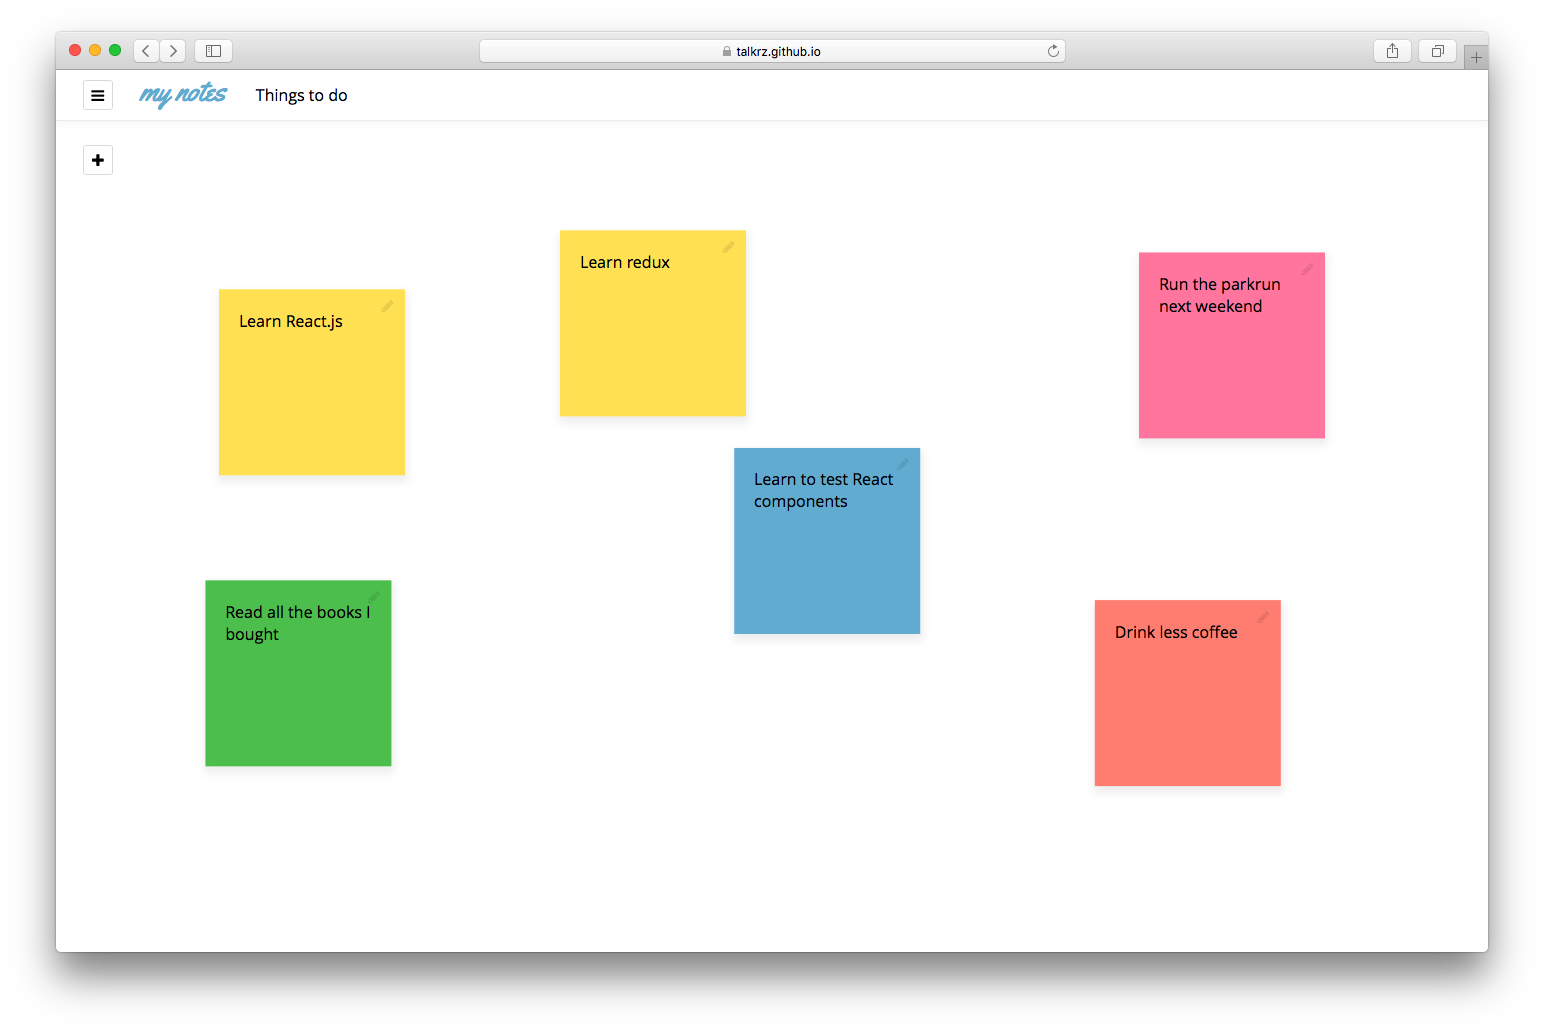 talkrz.github.io
my notes
Things to do
Learn redux
Run the parkrun
next weekend
Learn React.js
Learn to test React
components
Read all the books I
bought
Drink less coffee